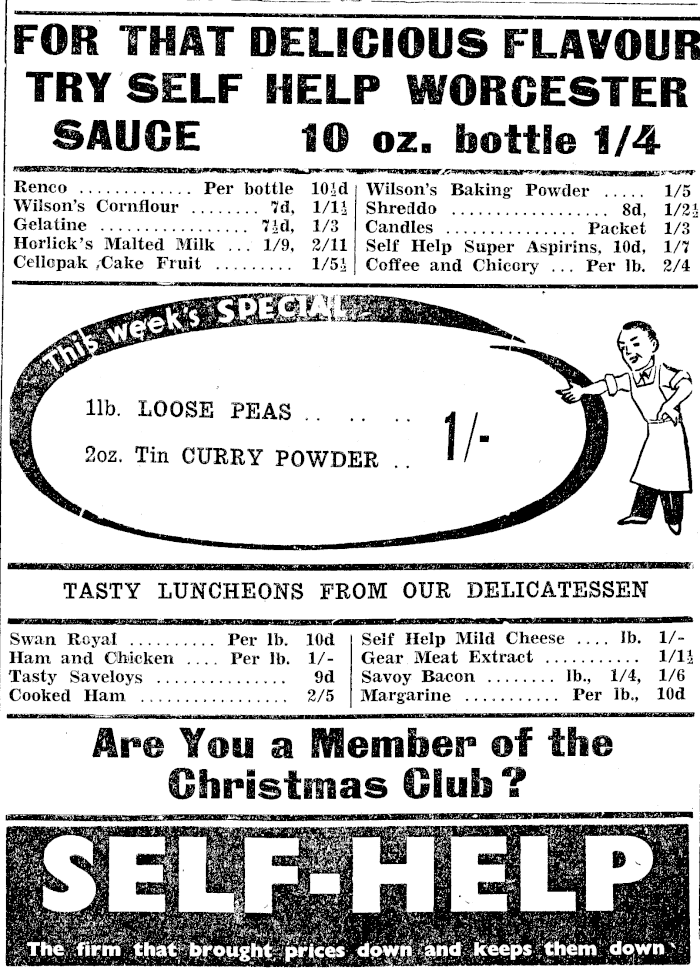 FOR THAT DELICIOUS FLAVOUR
TRY SELF HELP WORCESTER
SAUCE 10 oz. bottle 1/4
Renco ............. Per bottle 10½d
Wilson's Cornflour ........ 7d, 1/1½
Gelatine .................. 7½d, 1/3
Horlick's Malted Milk ... 1/9, 2/11
Cellopak Cake Fruit ......... 1/5½
Wilson's Baking Powder ..... 1/5
Shreddo ................. 8d, 1/2½
Candles ............. Packet 1/3
Self Help Super Aspirins, 10d, 1/7
Coffee and Chicory ... Per lb. 2/4
This week's SPECIAL
1lb. LOOSE PEAS .. .. ..
1/-
2oz. Tin CURRY POWDER ..
TASTY LUNCHEONS FROM OUR DELICATESSEN
Swan Royal .......... Per lb. 10d
Ham and Chicken .... Per lb. 1/-
Tasty Saveloys ............... 9d
Cooked Ham ................. 2/5
Self Help Mild Cheese .... lb. 1/-
Gear Meat Extract ........... 1/1½
Savoy Bacon ........ lb., 1/4, 1/6
Margarine ........... Per lb., 10d
Are You a Member of the
Christmas Club?
SELF-HELP
The firm that brought prices down and keeps them down